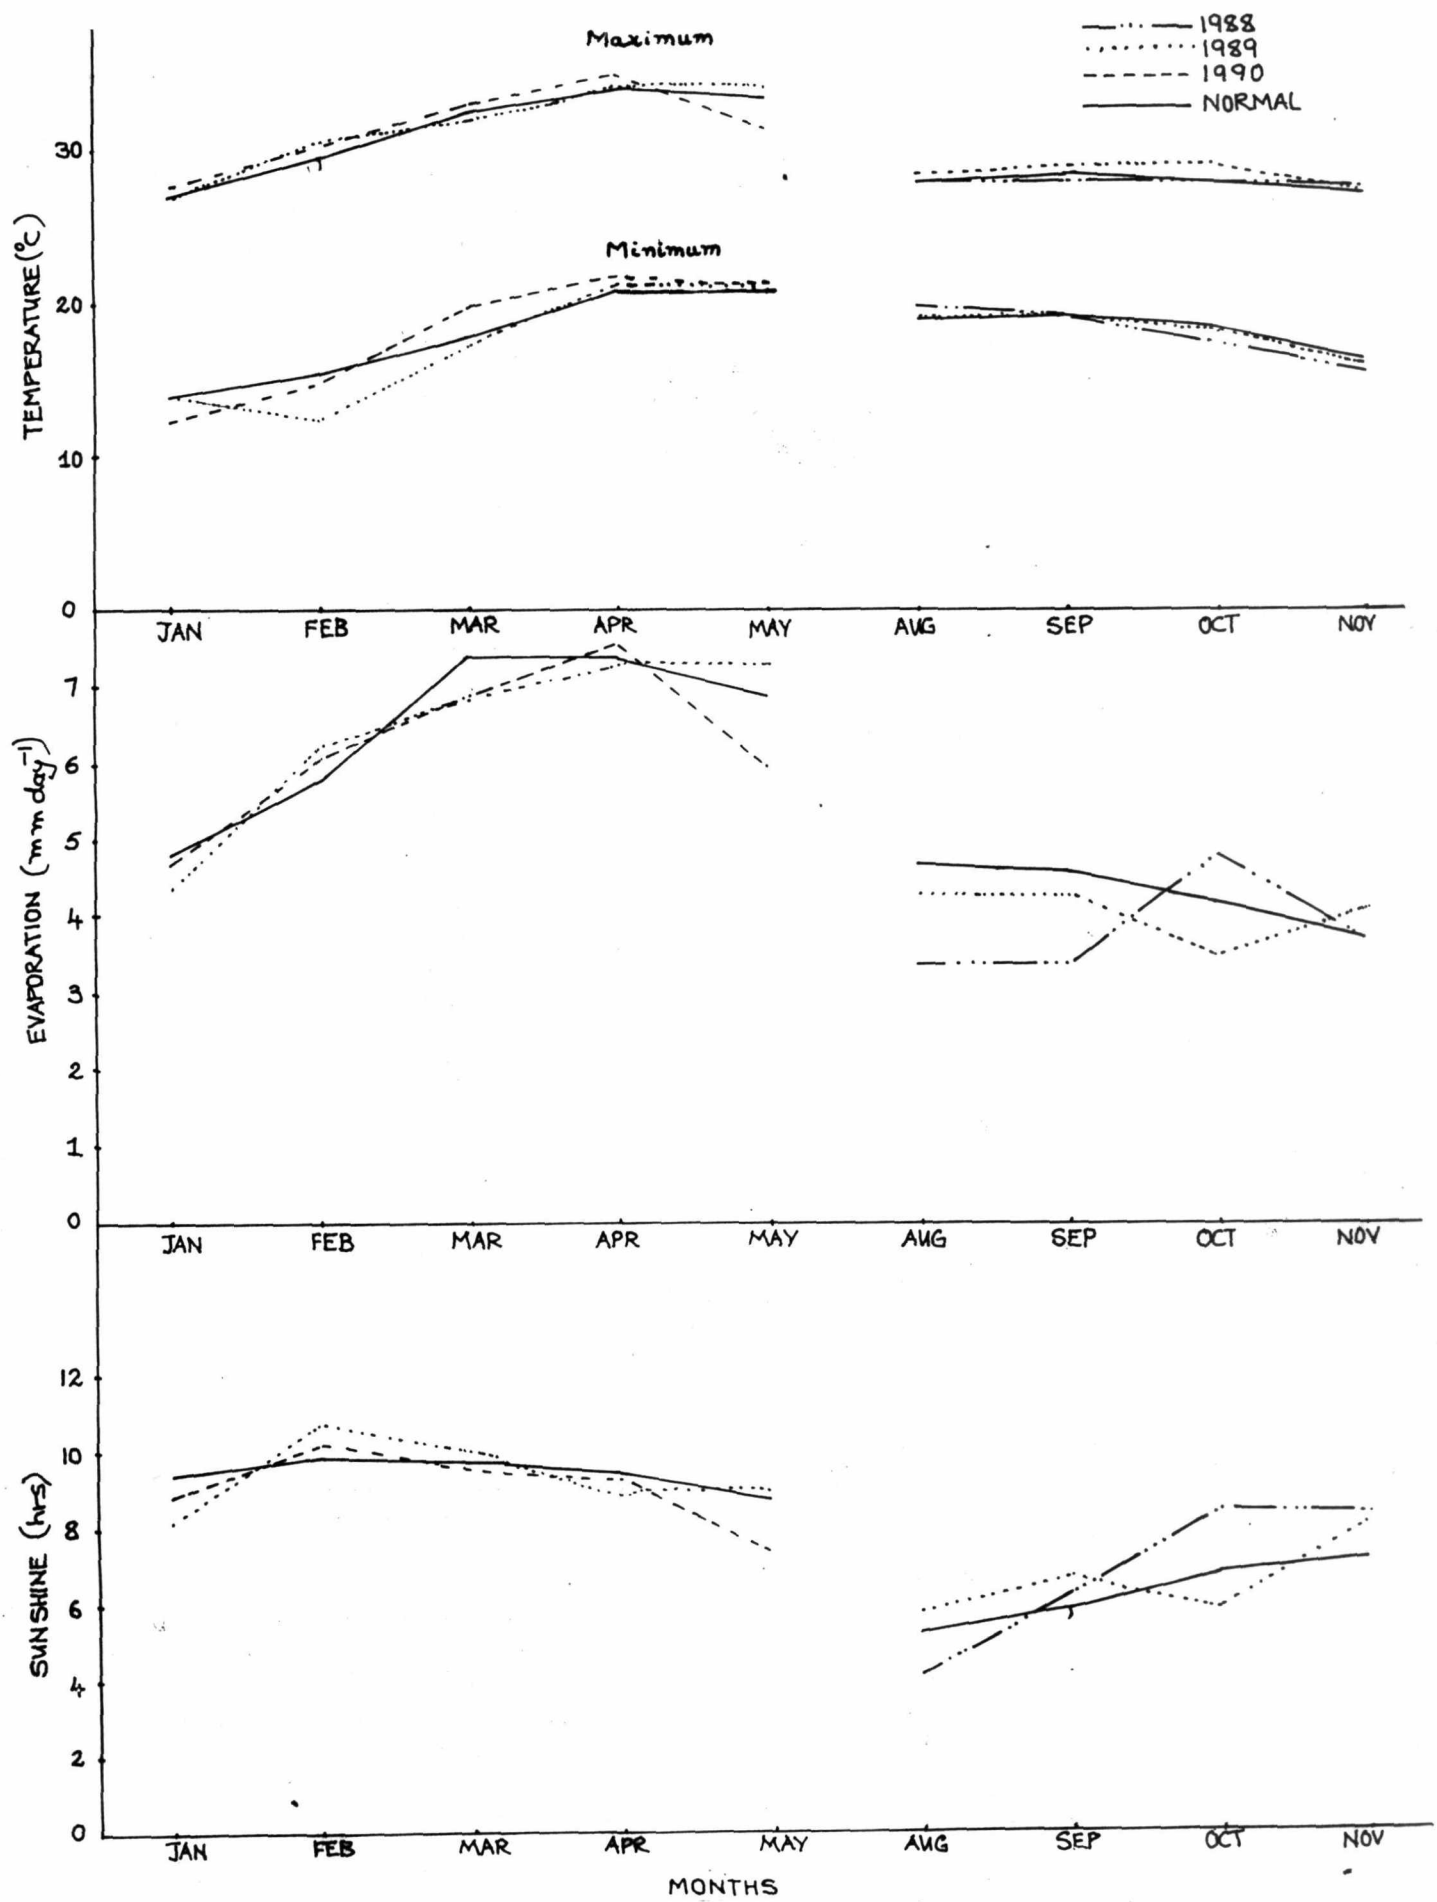 Maximum
1988
1989
1990
NORMAL
30
20
10
0
TEMPERATURE (°C)
Minimum
JAN FEB MAR APR MAY AUG SEP OCT NOV
7
6
5
4
3
2
1
0
EVAPORATION (mm day⁻¹)
JAN FEB MAR APR MAY AUG SEP OCT NOV
12
10
8
6
4
2
0
SUNSHINE (hrs)
JAN FEB MAR APR MAY AUG SEP OCT NOV
MONTHS